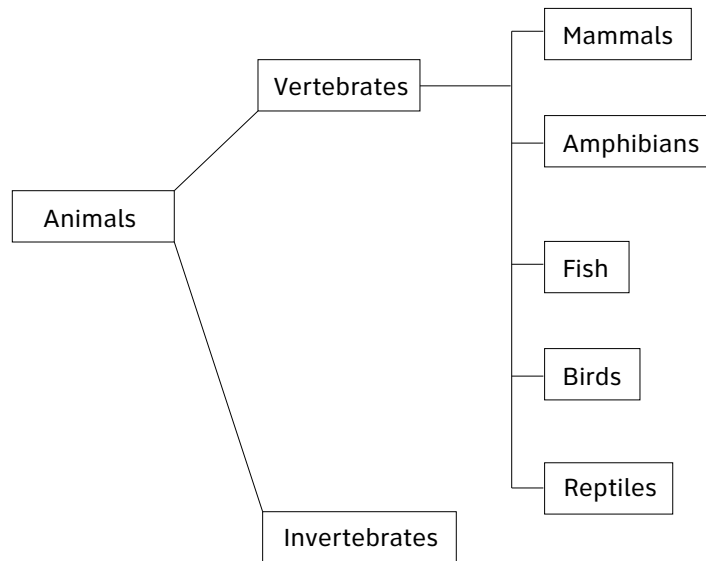 Mammals
Vertebrates
Amphibians
Animals
Fish
Birds
Reptiles
Invertebrates